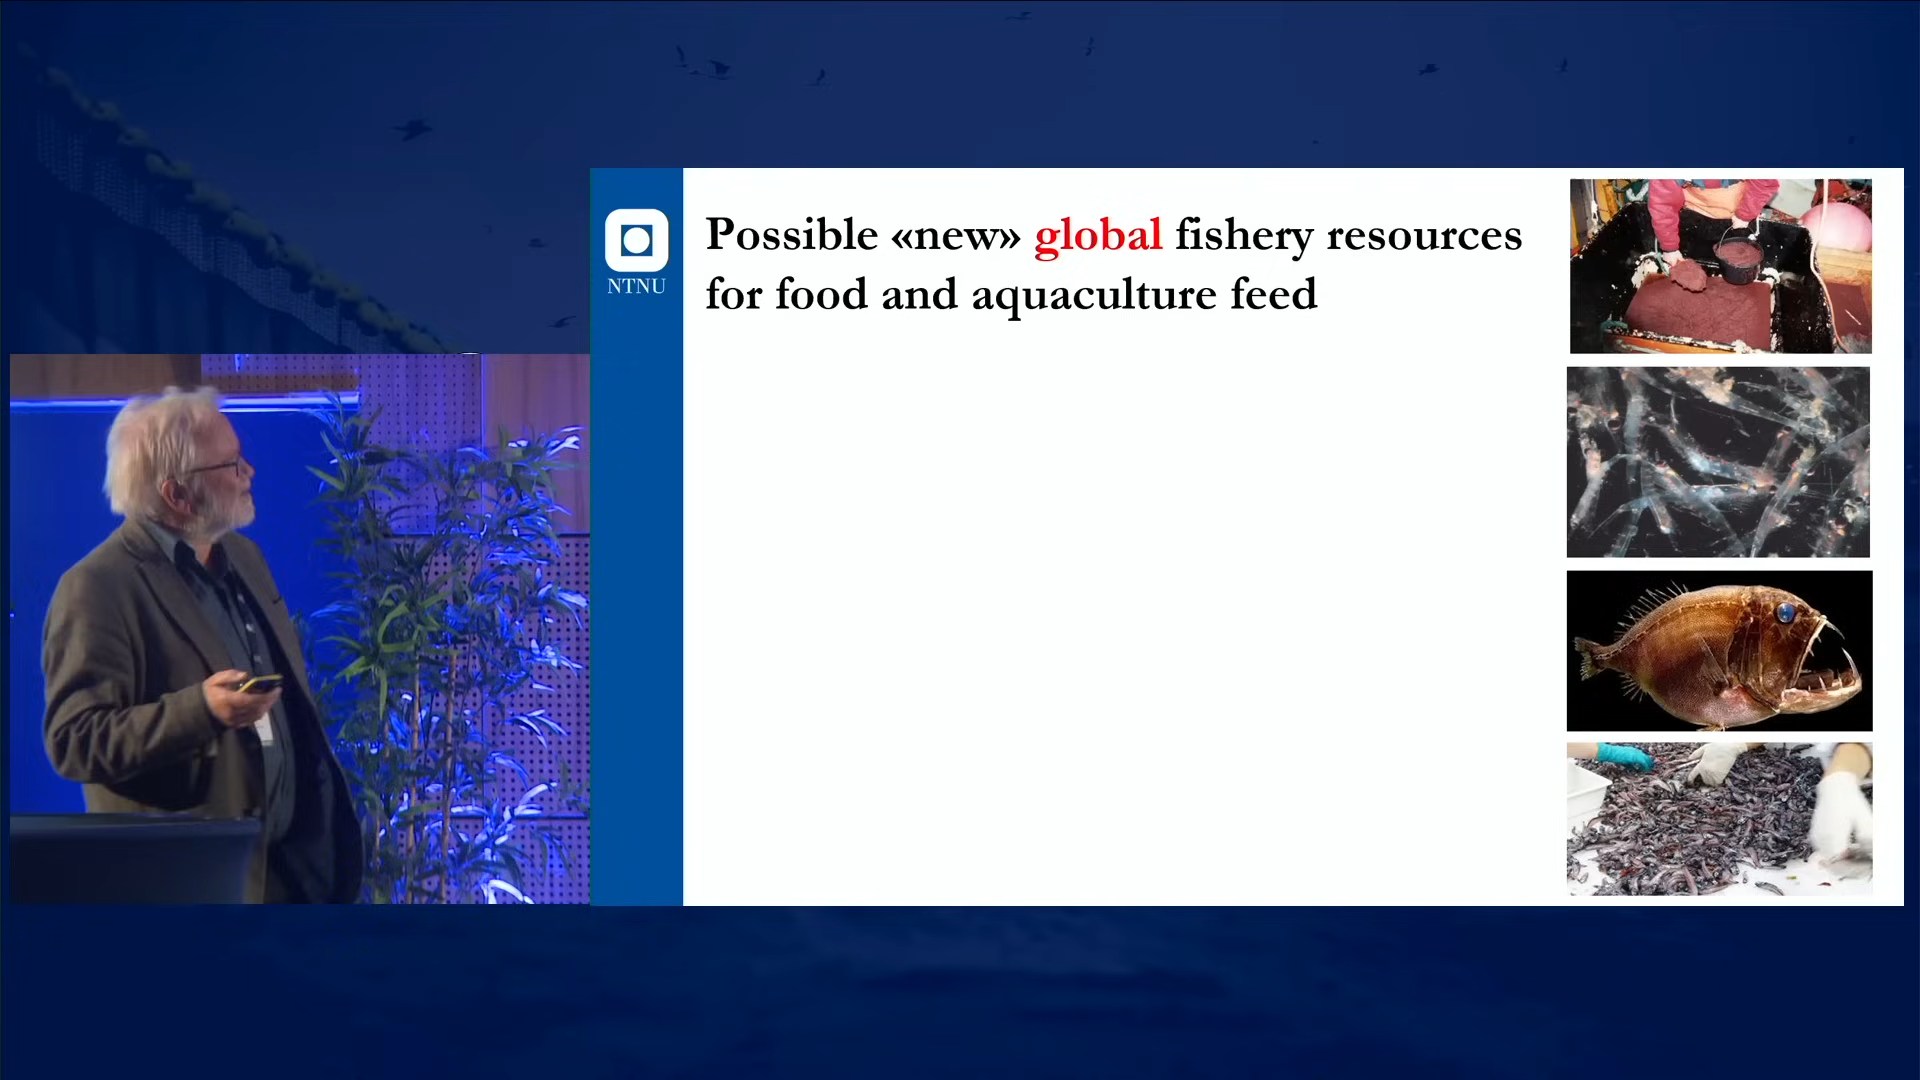 NTNU
Possible «new» global fishery resources
for food and aquaculture feed